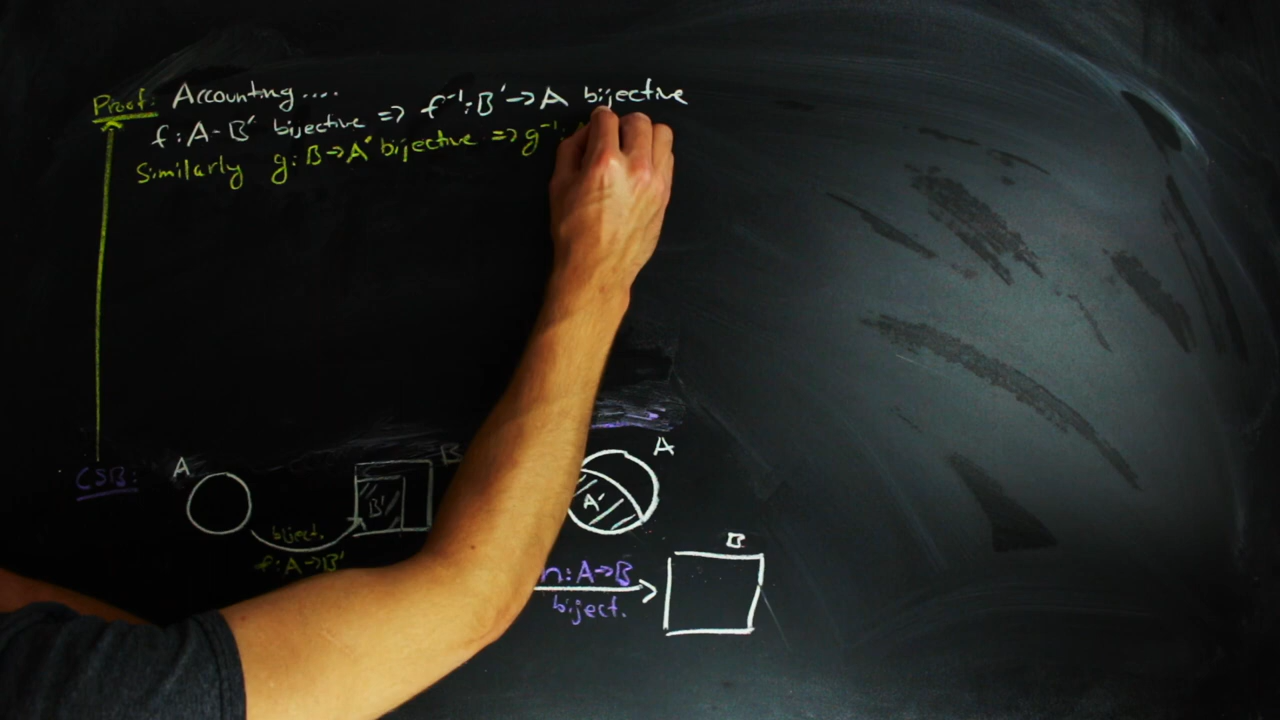 Proof: Accounting....
f: A - B' bijective => f⁻¹: B' → A bijective
Similarly g: B → A' bijective => g⁻¹:
CSB:
A
B
B'
biject.
f: A → B'
A
A'
B
h: A → B
biject.